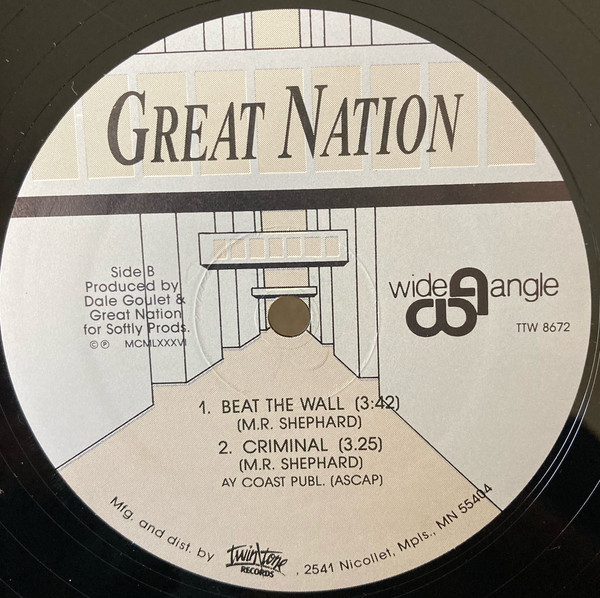 GREAT NATION
Side B
Produced by
Dale Goulet &
Great Nation
for Softly Prods.
©℗ MCMLXXXVI
wide angle
TTW 8672
1. BEAT THE WALL (3:42)
(M.R. SHEPHARD)
2. CRIMINAL (3.25)
(M.R. SHEPHARD)
AY COAST PUBL. (ASCAP)
Mfg. and dist. by twin/tone RECORDS, 2541 Nicollet, Mpls., MN 55404